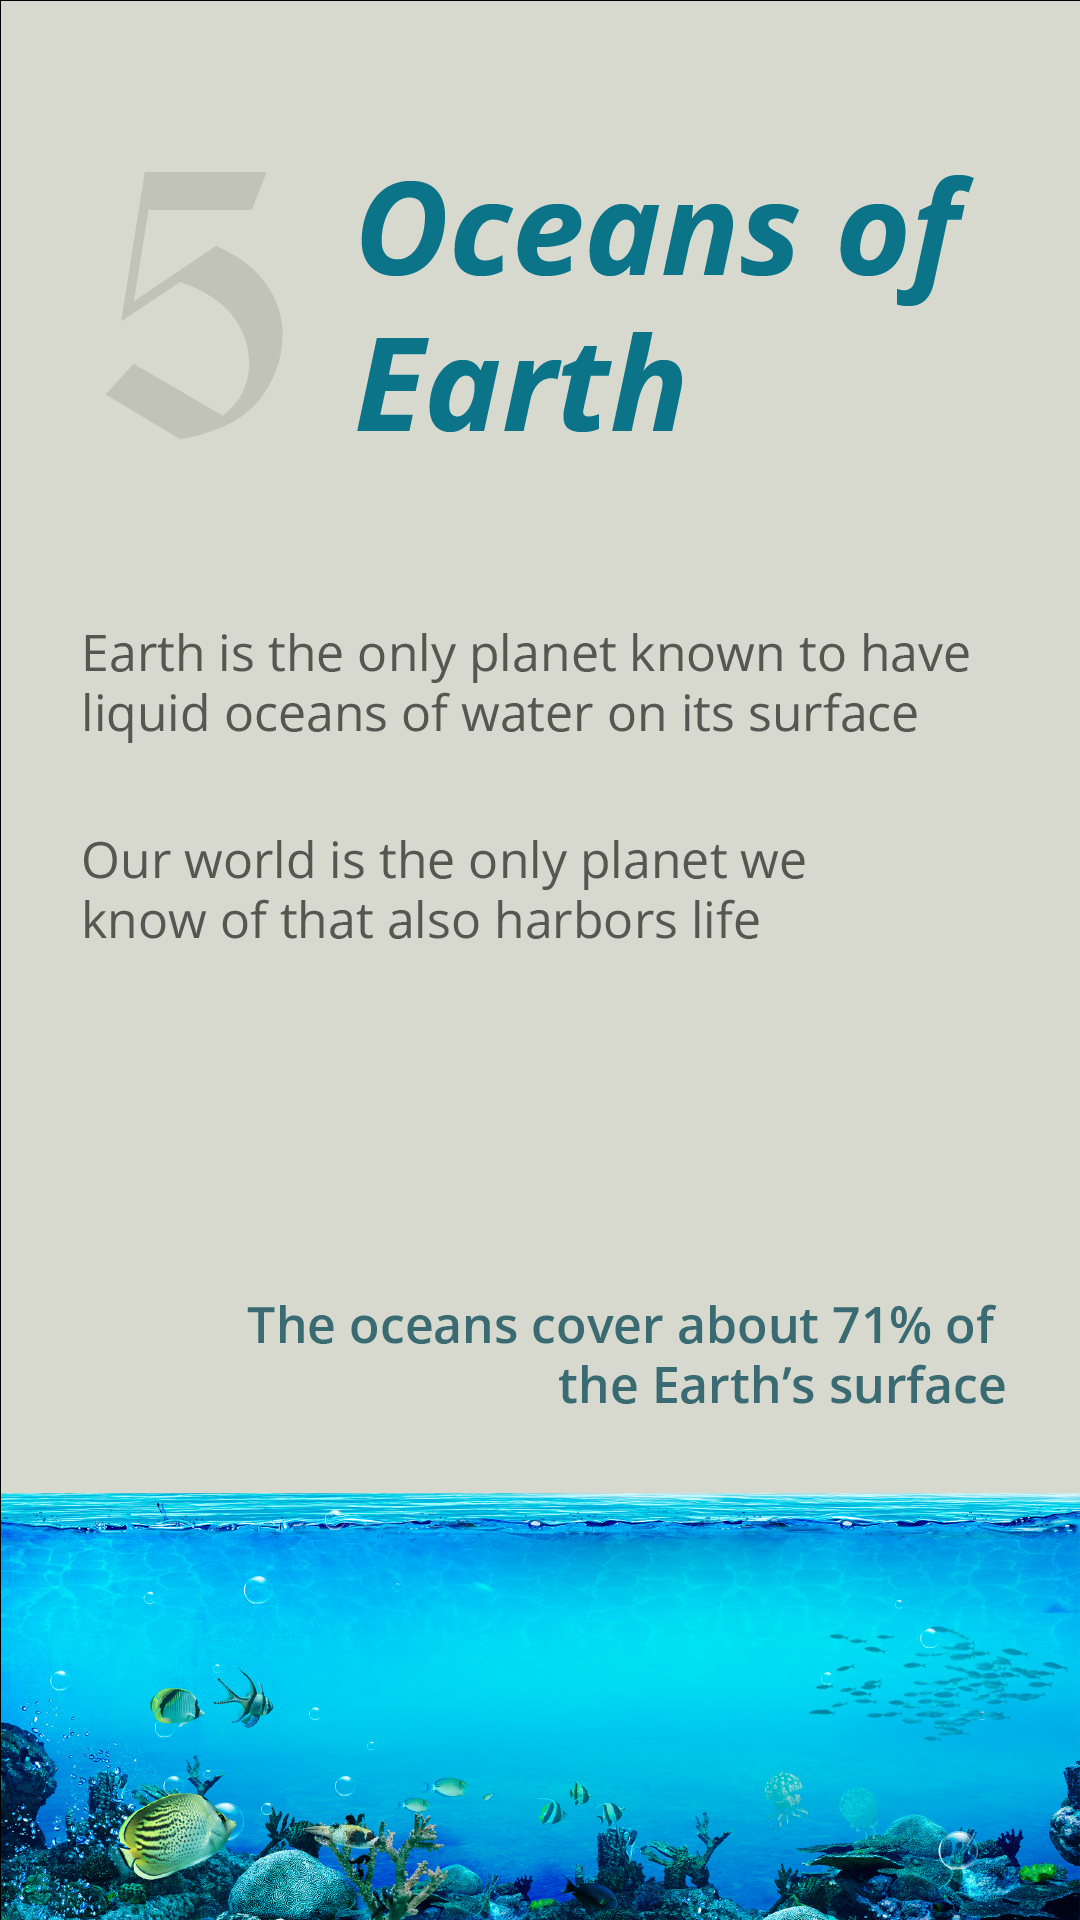 5
Oceans of
Earth
Earth is the only planet known to have
liquid oceans of water on its surface
Our world is the only planet we
know of that also harbors life
The oceans cover about 71% of
the Earth’s surface